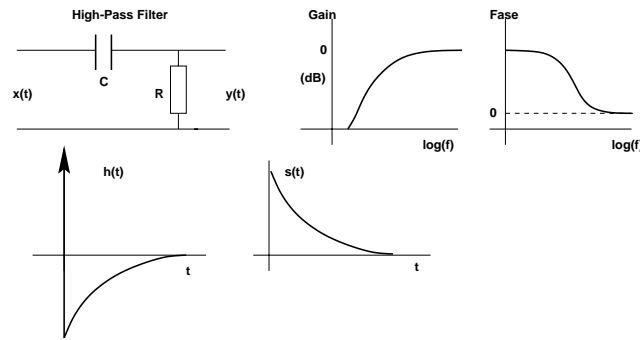 High-Pass Filter
C
x(t)
R
y(t)
Gain
0
(dB)
log(f)
Fase
0
log(f)
h(t)
t
s(t)
t